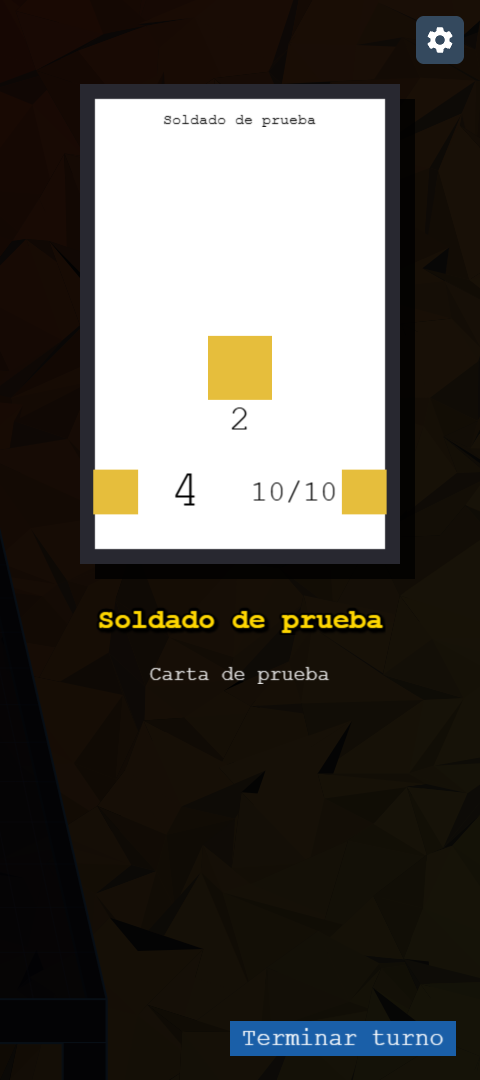 Soldado de prueba
2
4 10/10
Soldado de prueba
Carta de prueba
Terminar turno